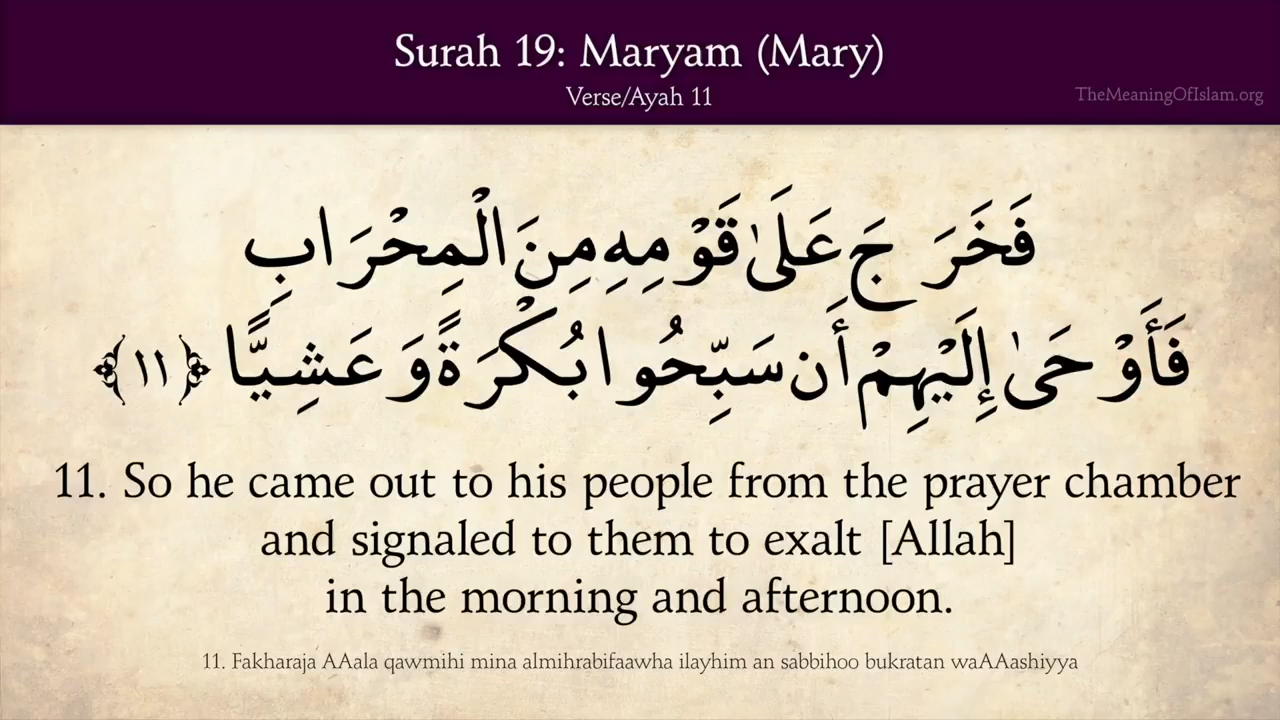 Surah 19: Maryam (Mary)
Verse/Ayah 11
TheMeaningOfIslam.org
فَخَرَجَ عَلَىٰ قَوْمِهِ مِنَ الْمِحْرَابِ
فَأَوْحَىٰ إِلَيْهِمْ أَن سَبِّحُوا بُكْرَةً وَعَشِيًّا ﴿١١﴾
11. So he came out to his people from the prayer chamber
and signaled to them to exalt [Allah]
in the morning and afternoon.
11. Fakharaja AAala qawmihi mina almihrabifaawha ilayhim an sabbihoo bukratan waAAashiyya